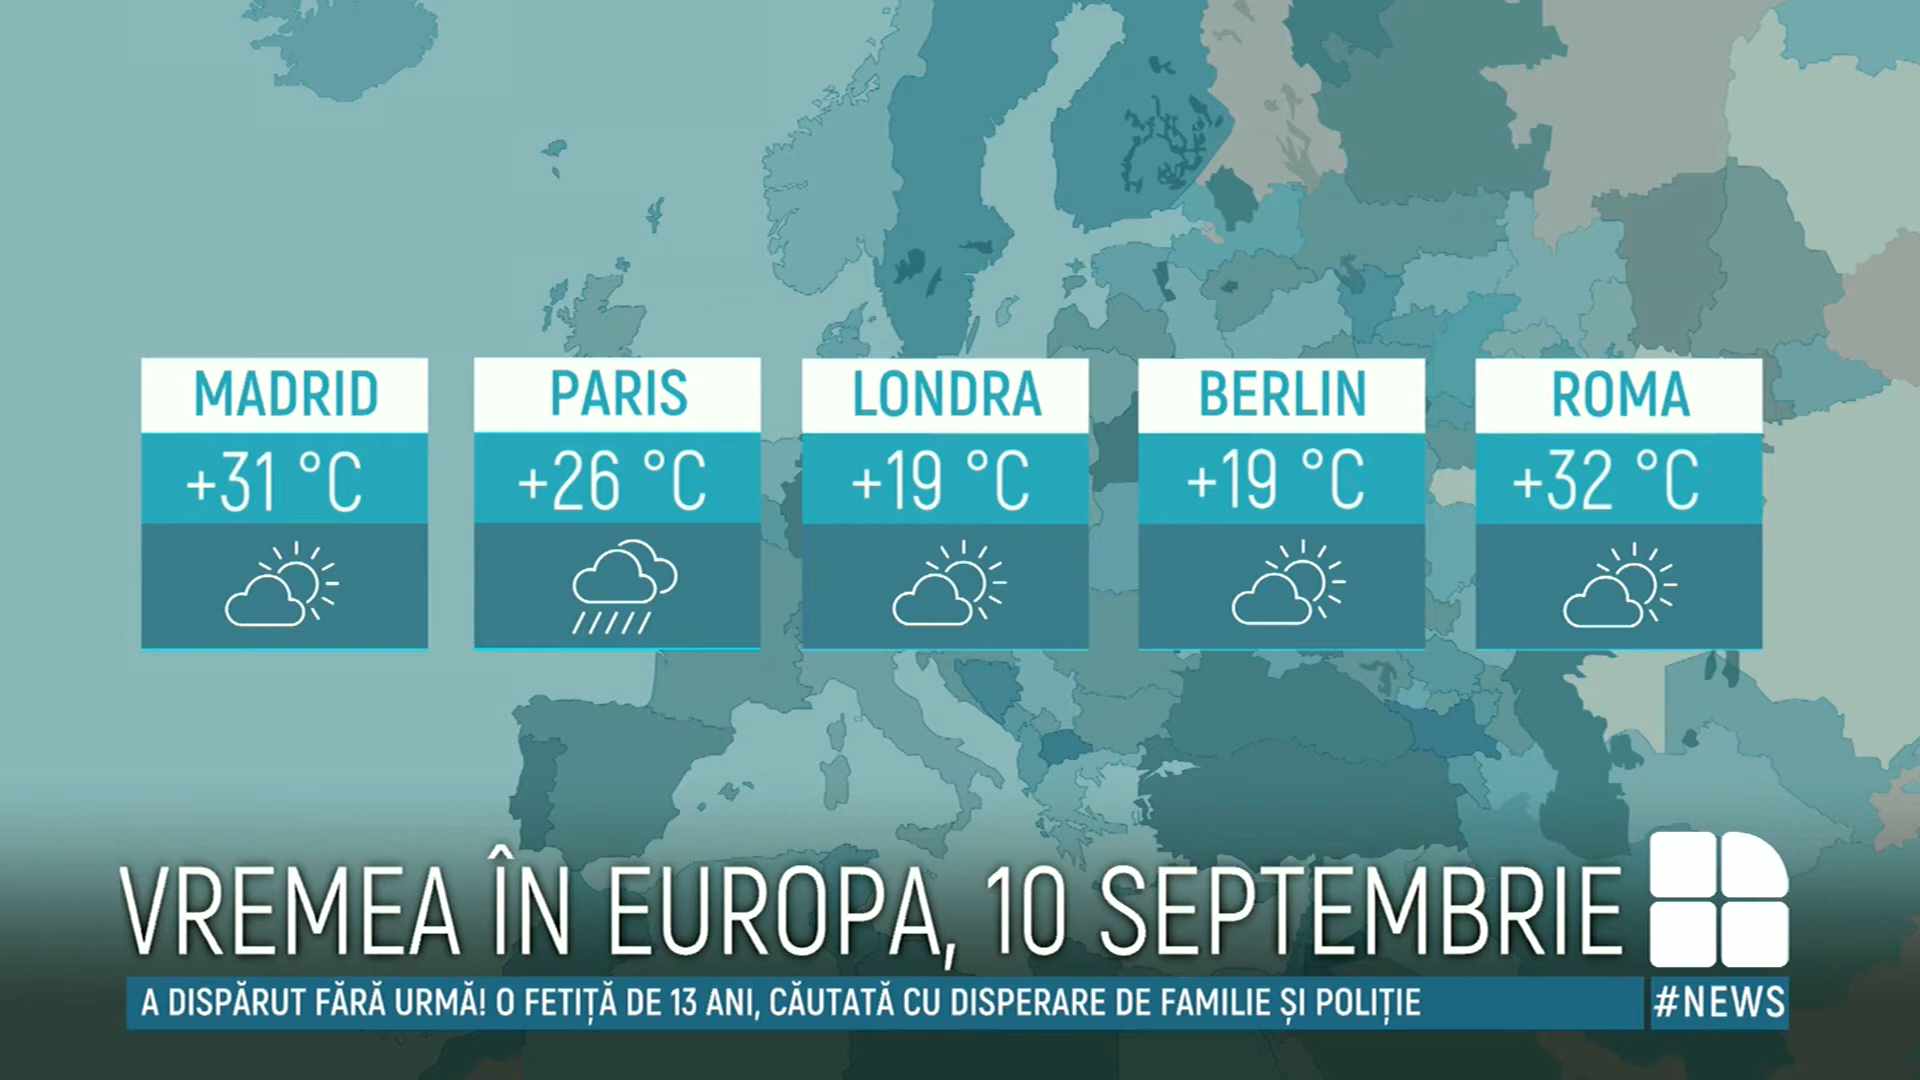 MADRID
+31 °C
PARIS
+26 °C
LONDRA
+19 °C
BERLIN
+19 °C
ROMA
+32 °C
VREMEA ÎN EUROPA, 10 SEPTEMBRIE
A DISPĂRUT FĂRĂ URMĂ! O FETIȚĂ DE 13 ANI, CĂUTATĂ CU DISPERARE DE FAMILIE ȘI POLIȚIE
#NEWS